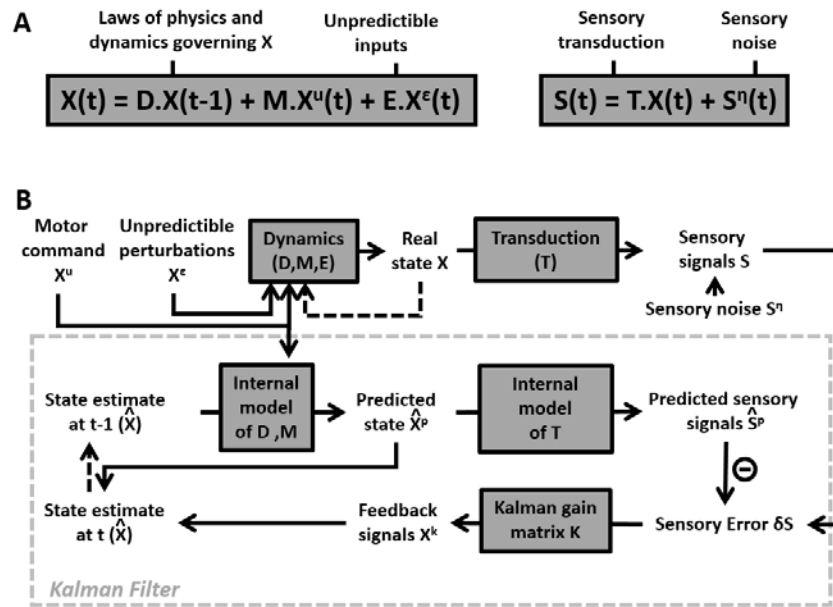 A
Laws of physics and
dynamics governing X
Unpredictible
inputs
Sensory
transduction
Sensory
noise
X(t) = D.X(t-1) + M.Xᵘ(t) + E.Xᵋ(t)
S(t) = T.X(t) + Sᶯ(t)
B
Motor
command
Xᵘ
Unpredictible
perturbations
Xᵋ
Dynamics
(D,M,E)
Real
state X
Transduction
(T)
Sensory
signals S
Sensory noise Sᶯ
State estimate
at t-1 (X̂)
Internal
model
of D ,M
Predicted
state X̂ᵖ
Internal
model
of T
Predicted sensory
signals Ŝᵖ
⊖
State estimate
at t (X̂)
Feedback
signals Xᵏ
Kalman gain
matrix K
Sensory Error δS
Kalman Filter